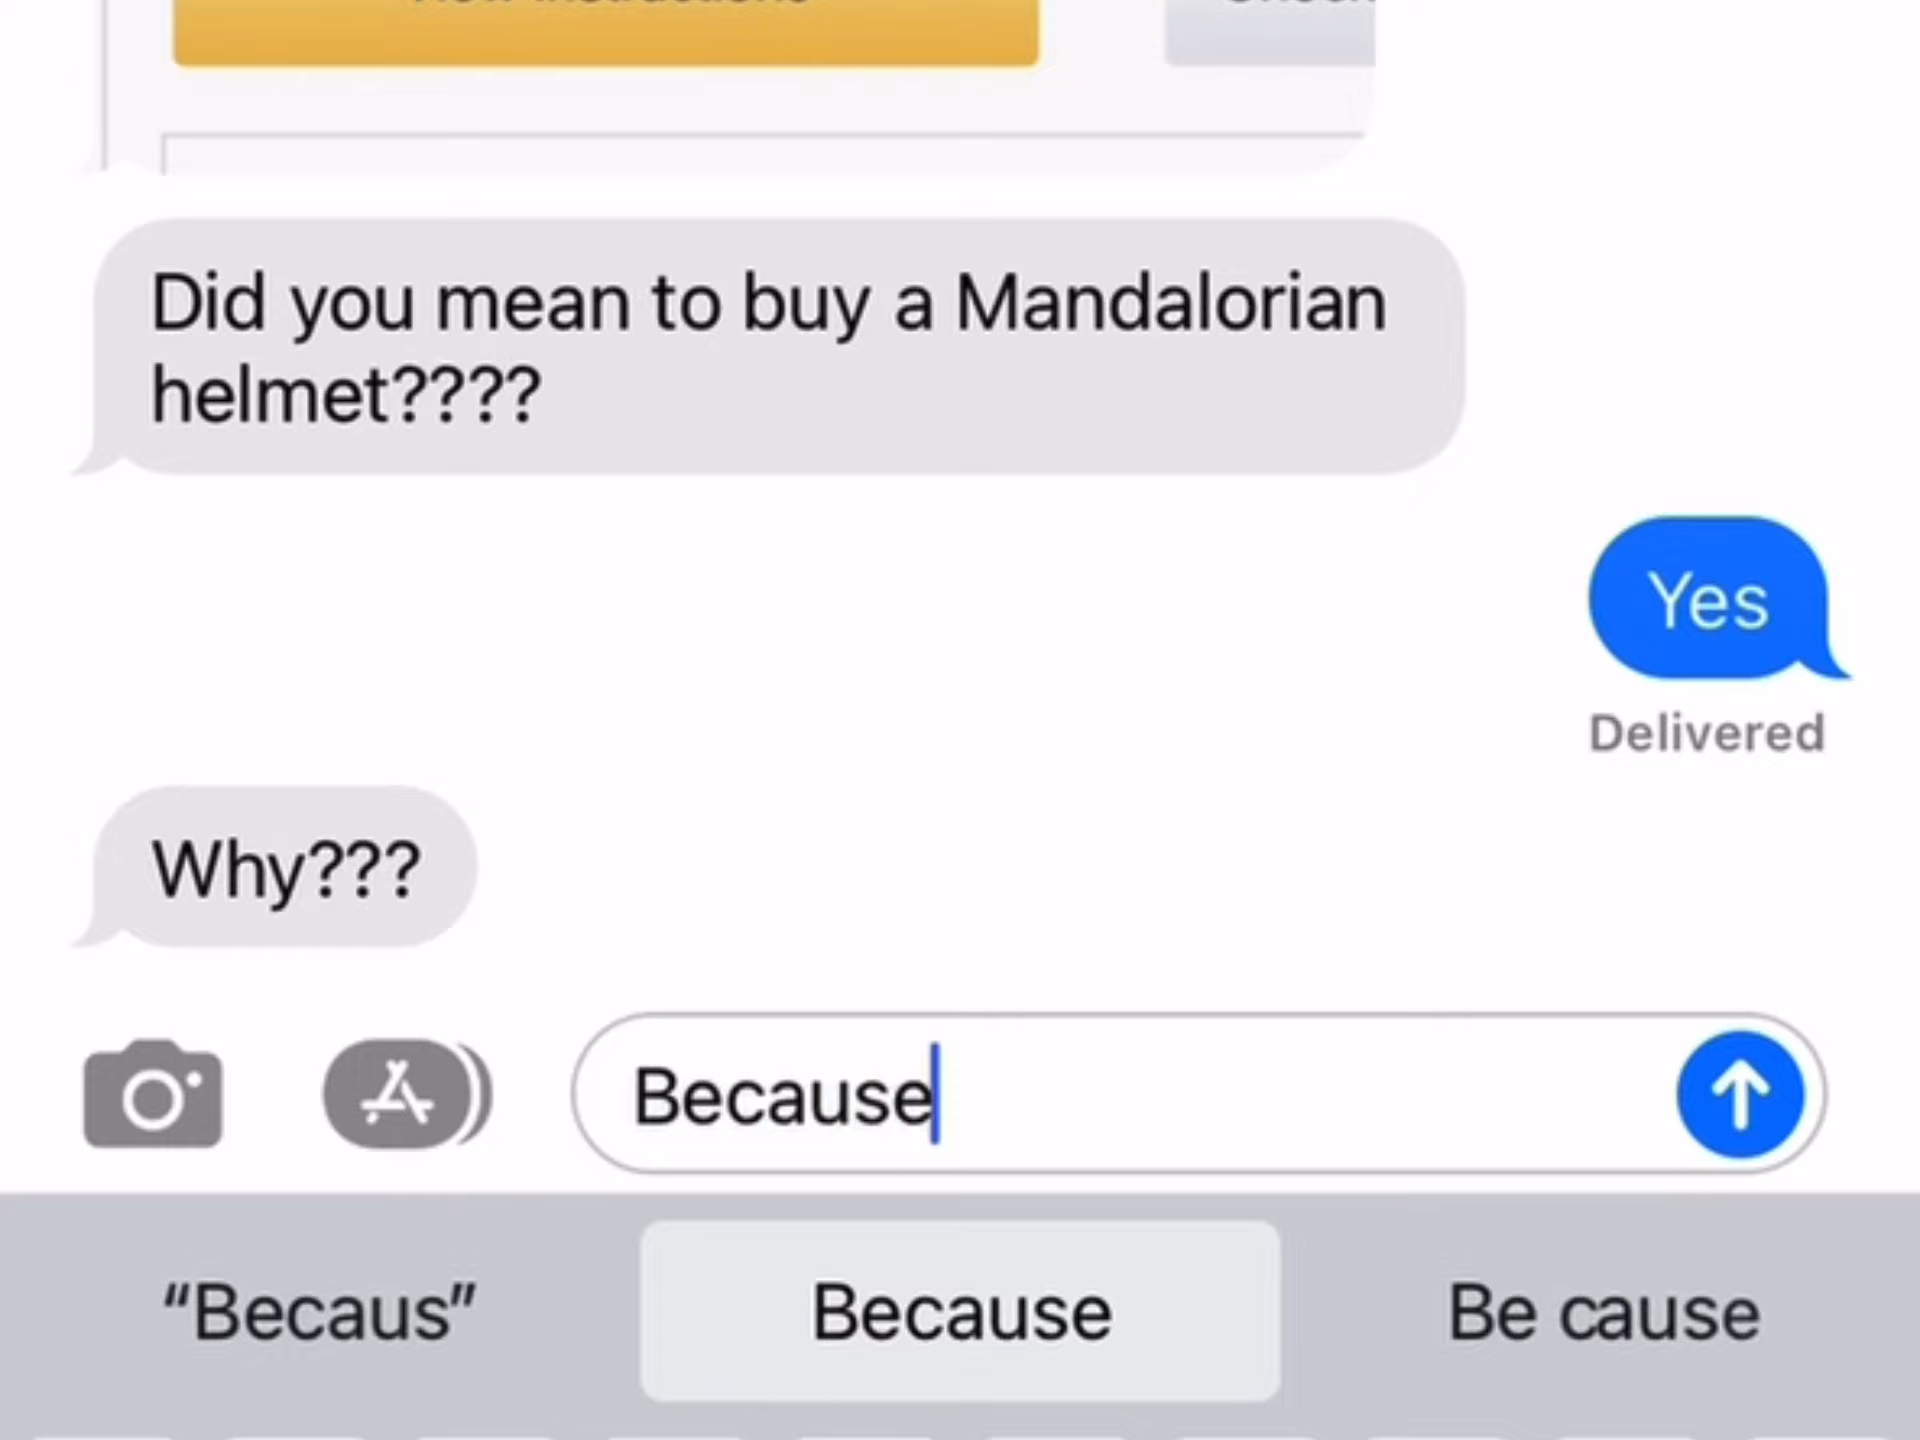 Did you mean to buy a Mandalorian
helmet????
Yes
Delivered
Why???
Because
“Becaus”
Because
Be cause